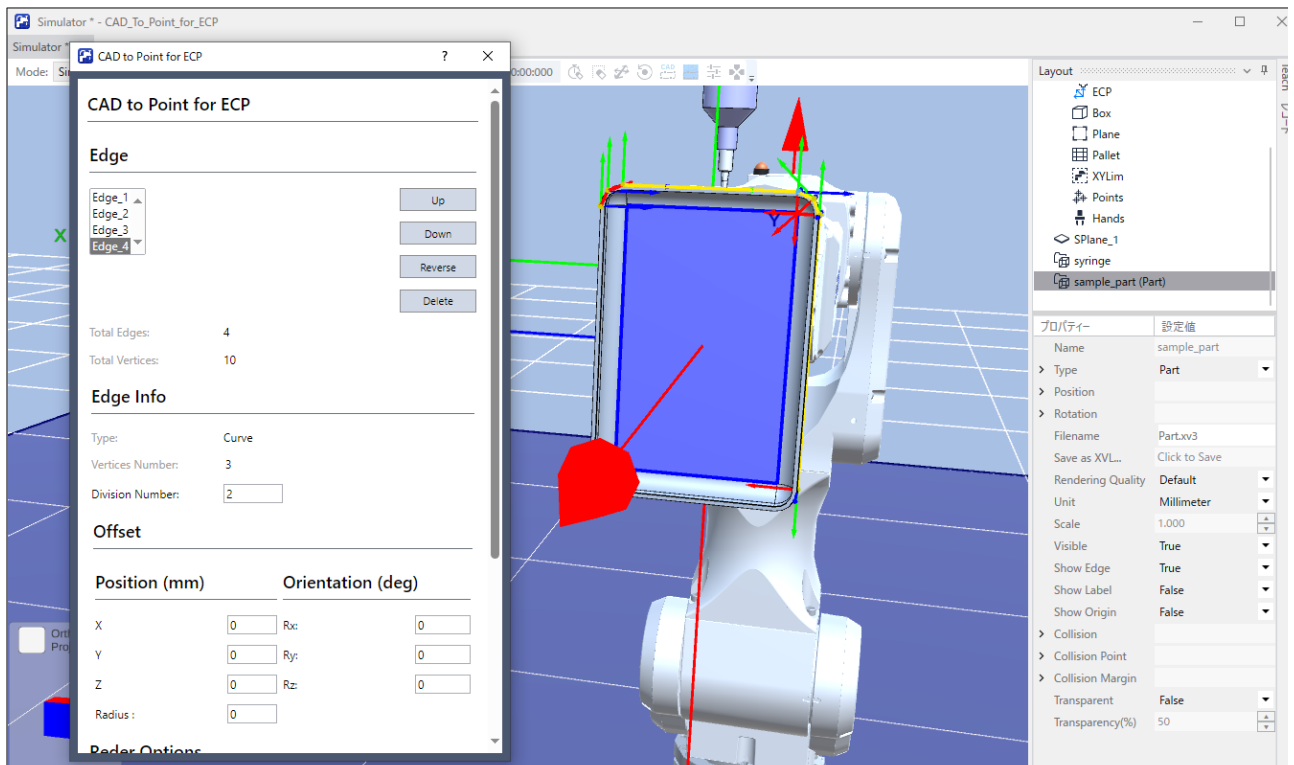 Simulator * - CAD_To_Point_for_ECP
Simulator *
CAD to Point for ECP
?
Mode:
0:00:000
CAD
CAD to Point for ECP
Edge
Edge_1
Edge_2
Edge_3
Edge_4
Up
Down
Reverse
Delete
Total Edges: 4
Total Vertices: 10
Edge Info
Type: Curve
Vertices Number: 3
Division Number: 2
Offset
Position (mm) Orientation (deg)
X 0 Rx: 0
Y 0 Ry: 0
Z 0 Rz: 0
Radius : 0
Reder Options
X
Y
Layout
ECP
Box
Plane
Pallet
XYLim
Points
Hands
SPlane_1
syringe
sample_part (Part)
プロパティー 設定値
Name sample_part
Type Part
Position
Rotation
Filename Part.xv3
Save as XVL... Click to Save
Rendering Quality Default
Unit Millimeter
Scale 1.000
Visible True
Show Edge True
Show Label False
Show Origin False
Collision
Collision Point
Collision Margin
Transparent False
Transparency(%) 50